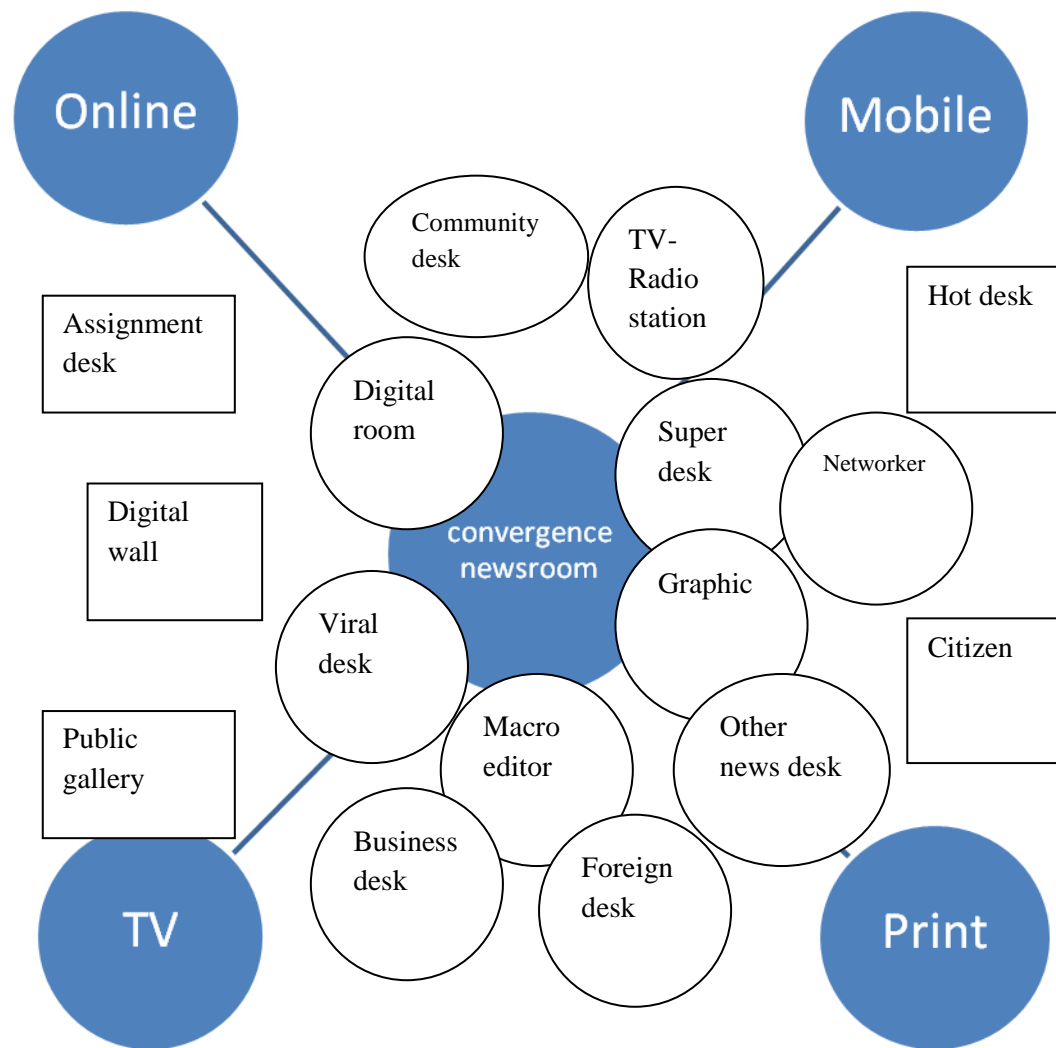 Online
Mobile
Community
desk
TV-
Radio
station
Hot desk
Assignment
desk
Digital
room
Super
desk
Networker
Digital
wall
convergence
newsroom
Graphic
Viral
desk
Citizen
Public
gallery
Macro
editor
Other
news desk
Business
desk
Foreign
desk
TV
Print